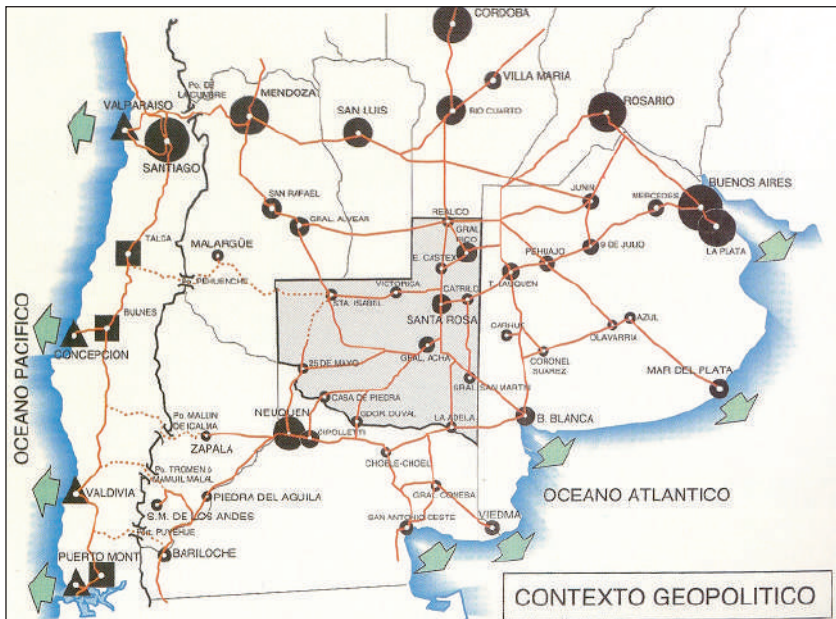 CORDOBA
VILLA MARIA
Po. DE
LA CUMBRE
MENDOZA
SAN LUIS
RIO CUARTO
ROSARIO
VALPARAISO
SANTIAGO
BUENOS AIRES
MERCEDES
JUNIN
LA PLATA
SAN RAFAEL
GRAL. ALVEAR
REALICO
GRAL
PICO
9 DE JULIO
PEHUAJO
TALCA
MALARGÜE
Po. PEHUENCHE
E. CASTEX
T. LAUQUEN
VICTORICA
CATRILO
STA. ISABEL
SANTA ROSA
BULNES
CONCEPCION
CARHUE
AZUL
OLAVARRIA
CORONEL
SUAREZ
GRAL. ACHA
25 DE MAYO
MAR DEL PLATA
GRAL. SAN MARTIN
CASA DE PIEDRA
OCEANO PACIFICO
NEUQUEN
GDOR. DUVAL
LA ADELA
B. BLANCA
Po. MALLIN
DE ICALMA
ZAPALA
CIPOLLETTI
CHOELE-CHOEL
Po. TROMEN O
MAMUIL MALAL
VALDIVIA
PIEDRA DEL AGUILA
GRAL. CONESA
OCEANO ATLANTICO
S.M. DE LOS ANDES
SAN ANTONIO OESTE
VIEDMA
PUYEHUE
PUERTO MONT
BARILOCHE
CONTEXTO GEOPOLITICO